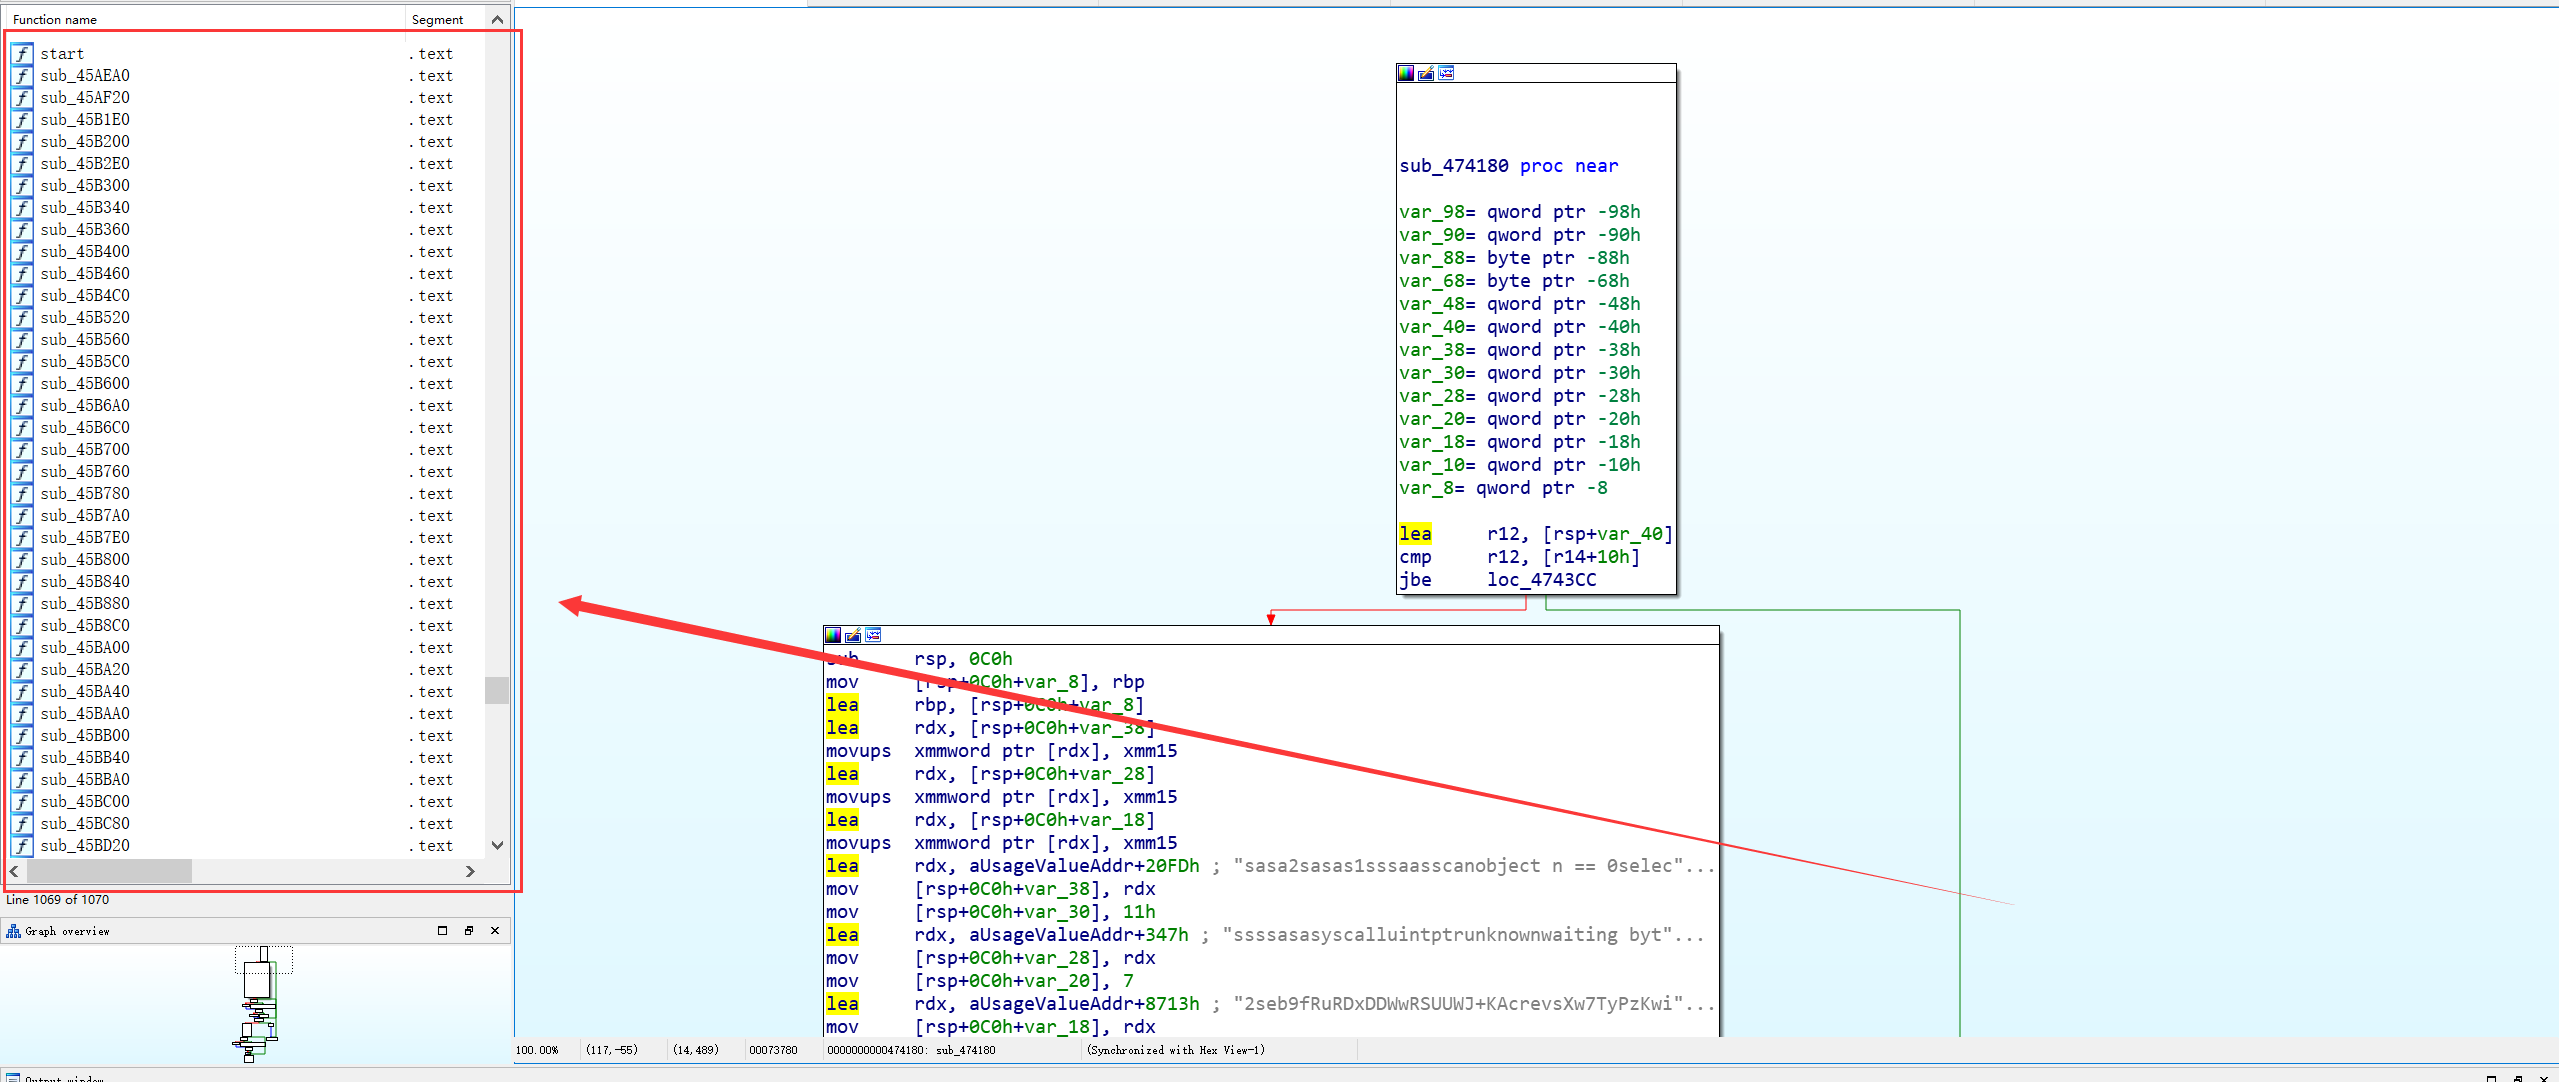 Function name Segment
start .text
sub_45AEA0 .text
sub_45AF20 .text
sub_45B1E0 .text
sub_45B200 .text
sub_45B2E0 .text
sub_45B300 .text
sub_45B340 .text
sub_45B360 .text
sub_45B400 .text
sub_45B460 .text
sub_45B4C0 .text
sub_45B520 .text
sub_45B560 .text
sub_45B5C0 .text
sub_45B600 .text
sub_45B6A0 .text
sub_45B6C0 .text
sub_45B700 .text
sub_45B760 .text
sub_45B780 .text
sub_45B7A0 .text
sub_45B7E0 .text
sub_45B800 .text
sub_45B840 .text
sub_45B880 .text
sub_45B8C0 .text
sub_45BA00 .text
sub_45BA20 .text
sub_45BA40 .text
sub_45BAA0 .text
sub_45BB00 .text
sub_45BB40 .text
sub_45BBA0 .text
sub_45BC00 .text
sub_45BC80 .text
sub_45BD20 .text
Line 1069 of 1070
Graph overview
sub_474180 proc near
var_98= qword ptr -98h
var_90= qword ptr -90h
var_88= byte ptr -88h
var_68= byte ptr -68h
var_48= qword ptr -48h
var_40= qword ptr -40h
var_38= qword ptr -38h
var_30= qword ptr -30h
var_28= qword ptr -28h
var_20= qword ptr -20h
var_18= qword ptr -18h
var_10= qword ptr -10h
var_8= qword ptr -8
lea r12, [rsp+var_40]
cmp r12, [r14+10h]
jbe loc_4743CC
sub rsp, 0C0h
mov [rsp+0C0h+var_8], rbp
lea rbp, [rsp+0C0h+var_8]
lea rdx, [rsp+0C0h+var_38]
movups xmmword ptr [rdx], xmm15
lea rdx, [rsp+0C0h+var_28]
movups xmmword ptr [rdx], xmm15
lea rdx, [rsp+0C0h+var_18]
movups xmmword ptr [rdx], xmm15
lea rdx, aUsageValueAddr+20FDh ; "sasa2sasas1sssaasscanobject n == 0selec"...
mov [rsp+0C0h+var_38], rdx
mov [rsp+0C0h+var_30], 11h
lea rdx, aUsageValueAddr+347h ; "ssssasasyscalluintptrunknownwaiting byt"...
mov [rsp+0C0h+var_28], rdx
mov [rsp+0C0h+var_20], 7
lea rdx, aUsageValueAddr+8713h ; "2seb9fRuRDxDDWwRSUUWJ+KAcrevsXw7TyPzKwi"...
mov [rsp+0C0h+var_18], rdx
100.00% (117,-55) (14,489) 00073780 0000000000474180: sub_474180 (Synchronized with Hex View-1)
Output window